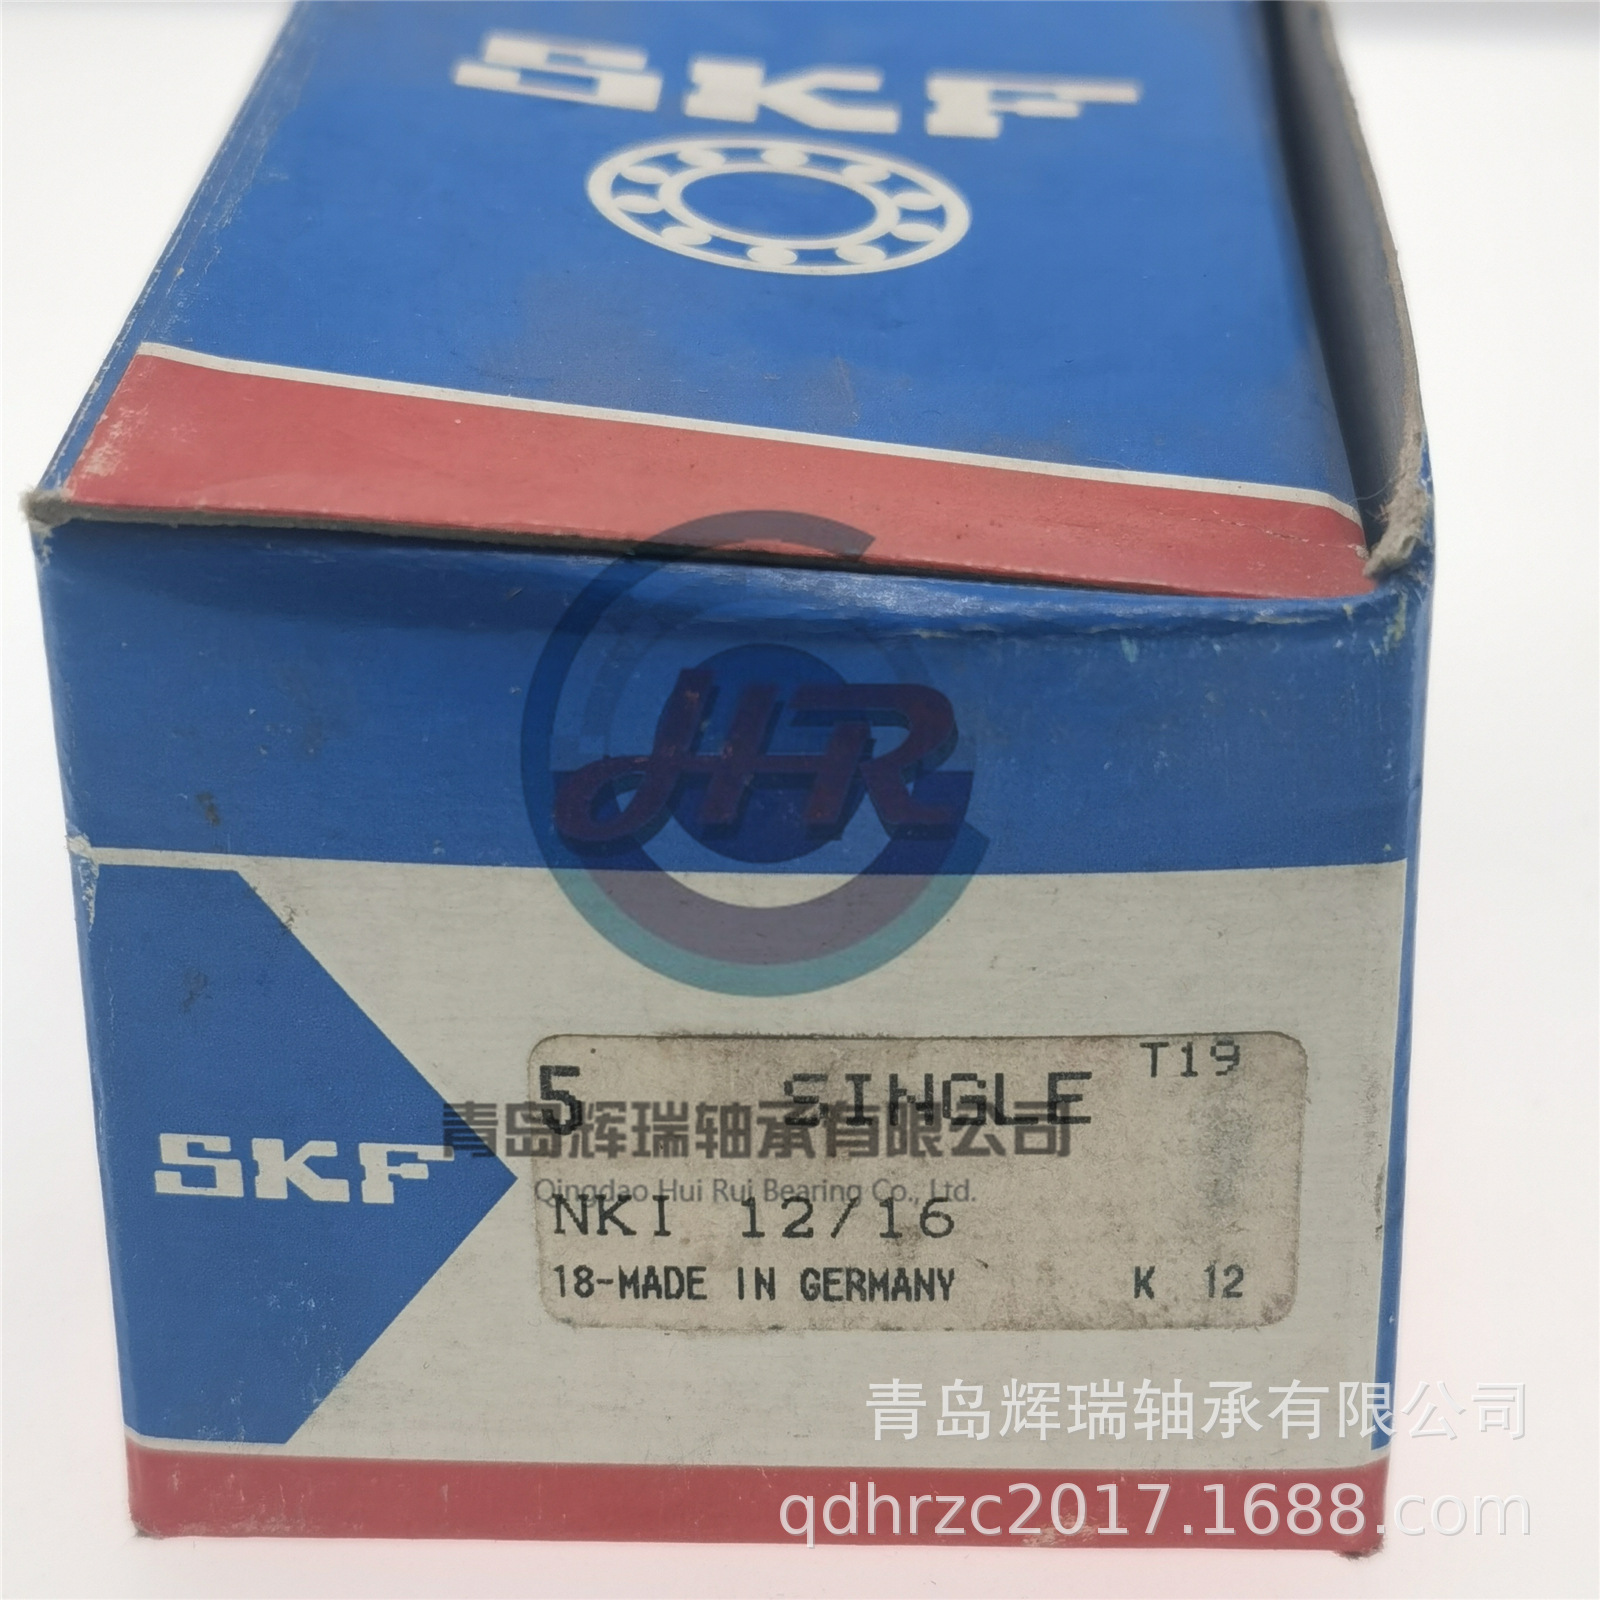 SKF
HR
T19
5 SINGLE
青岛辉瑞轴承有限公司
SKF
Qingdao Hui Rui Bearing Co., Ltd.
NKI 12/16
18-MADE IN GERMANY K 12
青岛辉瑞轴承有限公司
qdhrzc2017.1688.com